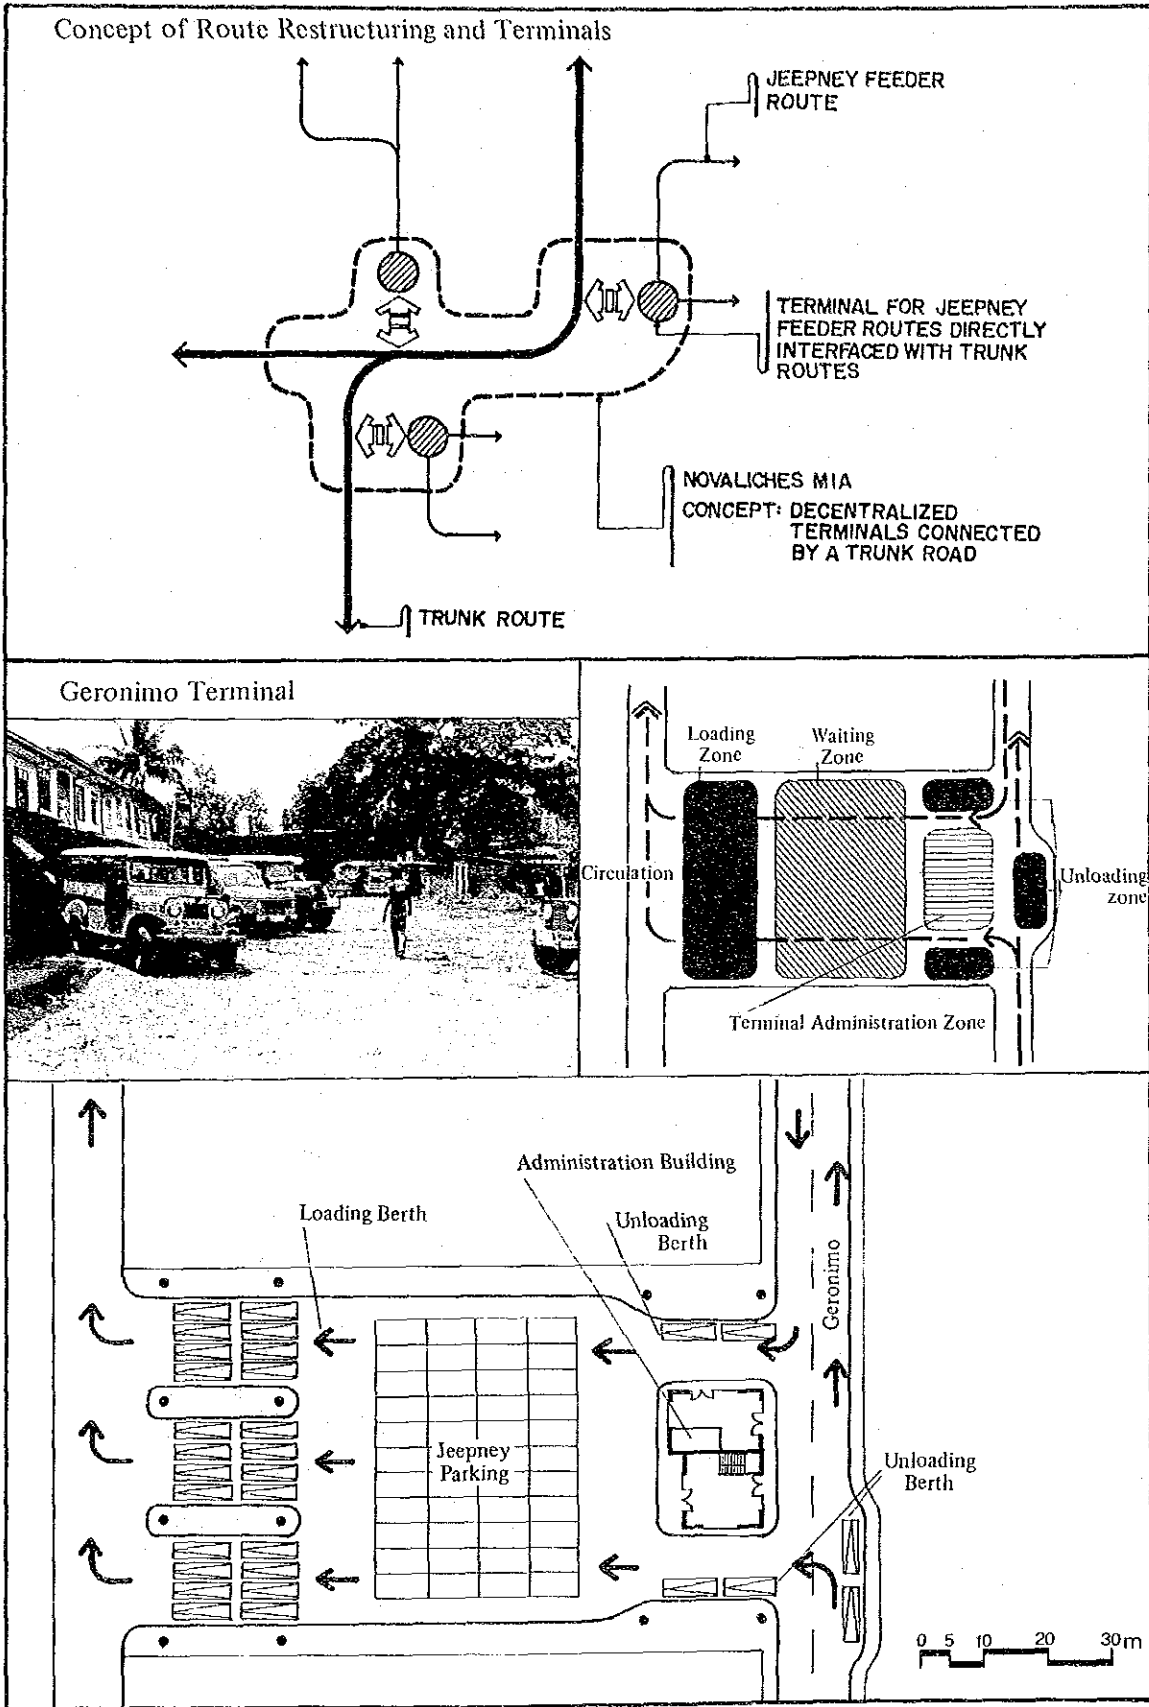 Concept of Route Restructuring and Terminals
JEEPNEY FEEDER
ROUTE
TERMINAL FOR JEEPNEY
FEEDER ROUTES DIRECTLY
INTERFACED WITH TRUNK
ROUTES
NOVALICHES MIA
CONCEPT: DECENTRALIZED
TERMINALS CONNECTED
BY A TRUNK ROAD
TRUNK ROUTE
Geronimo Terminal
Loading
Zone
Waiting
Zone
Circulation
Unloading
zone
Terminal Administration Zone
Administration Building
Loading Berth
Unloading
Berth
Geronimo
Jeepney
Parking
Unloading
Berth
0 5 10 20 30m